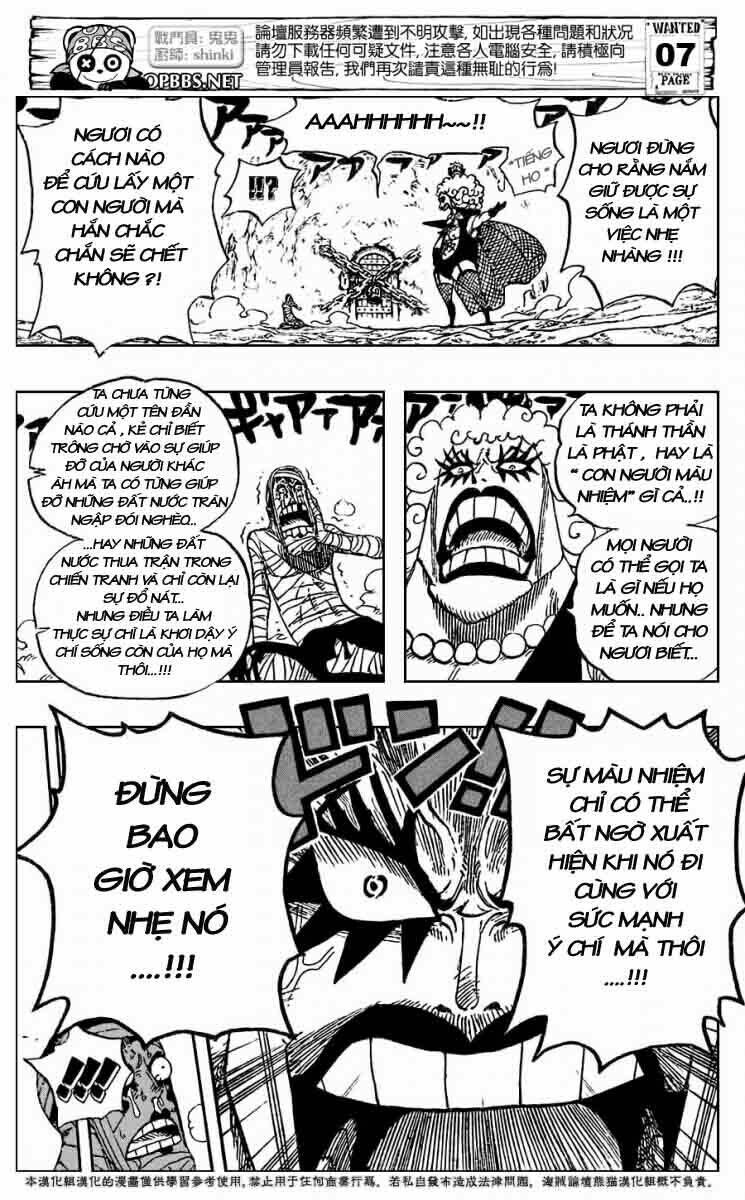 戰鬥員: 鬼鬼
廚師: shinki
OPBBS.NET
論壇服務器頻繁遭到不明攻擊, 如出現各種問題和狀况
請勿下載任何可疑文件, 注意各人電腦安全, 請積極向
管理員報告, 我們再次譴責這種無恥的行為!
WANTED
07
PAGE
NGƯƠI ĐỪNG
CHO RẰNG NẮM
GIỮ ĐƯỢC SỰ
SỐNG LÀ MỘT
VIỆC NHẸ
NHÀNG !!!
AAAHHHHHH~~!!
"TIẾNG
HO "
!!?
NGƯƠI CÓ
CÁCH NÀO
ĐỂ CỨU LẤY MỘT
CON NGƯỜI MÀ
HẮN CHẮC
CHẮN SẼ CHẾT
KHÔNG ?!
TA KHÔNG PHẢI
LÀ THÁNH THẦN
LÀ PHẬT , HAY LÀ
" CON NGƯỜI MÀU
NHIỆM" GÌ CẢ..!!
MỌI NGƯỜI
CÓ THỂ GỌI TA
LÀ GÌ NẾU HỌ
MUỐN.. NHƯNG
ĐỂ TA NÓI CHO
NGƯƠI BIẾT...
ギャアアア
TA CHƯA TỪNG
CỨU MỘT TÊN ĐẦN
NÀO CẢ , KẺ CHỈ BIẾT
TRÔNG CHỜ VÀO SỰ GIÚP
ĐỠ CỦA NGƯỜI KHÁC
ÀH MÀ TA CÓ TỪNG GIÚP
ĐỠ NHỮNG ĐẤT NƯỚC TRÀN
NGẬP ĐÓI NGHÈO...
...HAY NHỮNG ĐẤT
NƯỚC THUA TRẬN TRONG
CHIẾN TRANH VÀ CHỈ CÒN LẠI
SỰ ĐỔ NÁT..
NHƯNG ĐIỀU TA LÀM
THỰC SỰ CHỈ LÀ KHƠI DẬY Ý
CHÍ SỐNG CÒN CỦA HỌ MÀ
THÔI...!!!
ドン!!
SỰ MÀU NHIỆM
CHỈ CÓ THỂ
BẤT NGỜ XUẤT
HIỆN KHI NÓ ĐI
CÙNG VỚI
SỨC MẠNH
Ý CHÍ MÀ THÔI
....!!!
ĐỪNG
BAO
GIỜ XEM
NHẸ NÓ
.....!!!
!!!
本漢化組漢化的漫畫僅供學習參考使用, 禁止用于任何商業行爲。若私自發布造成法律問題, 海賊論壇熊猫漢化組概不負責。